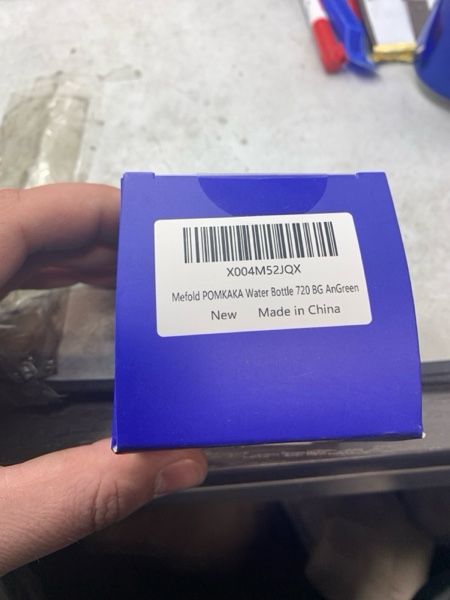 X004M52JQX
Mefold POMKAKA Water Bottle 720 BG AnGreen
New Made in China